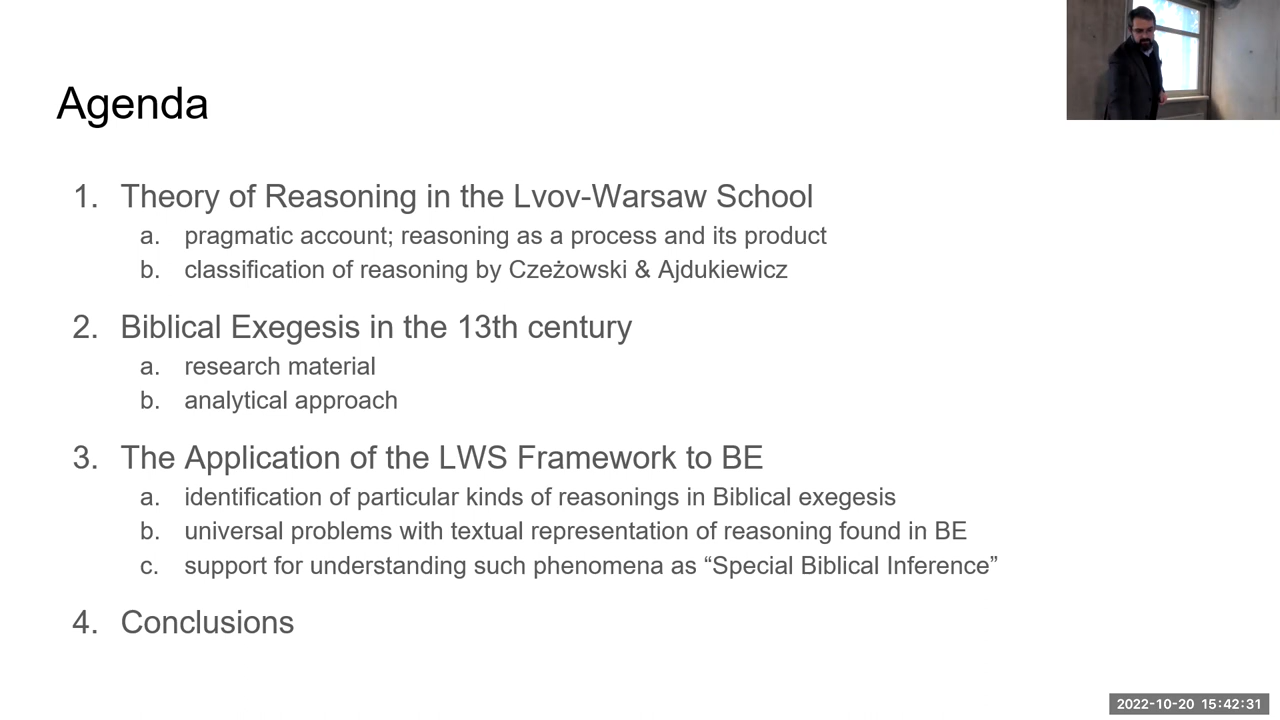 Agenda
1. Theory of Reasoning in the Lvov-Warsaw School
a. pragmatic account; reasoning as a process and its product
b. classification of reasoning by Czeżowski & Ajdukiewicz
2. Biblical Exegesis in the 13th century
a. research material
b. analytical approach
3. The Application of the LWS Framework to BE
a. identification of particular kinds of reasonings in Biblical exegesis
b. universal problems with textual representation of reasoning found in BE
c. support for understanding such phenomena as “Special Biblical Inference”
4. Conclusions
2022-10-20 15:42:31